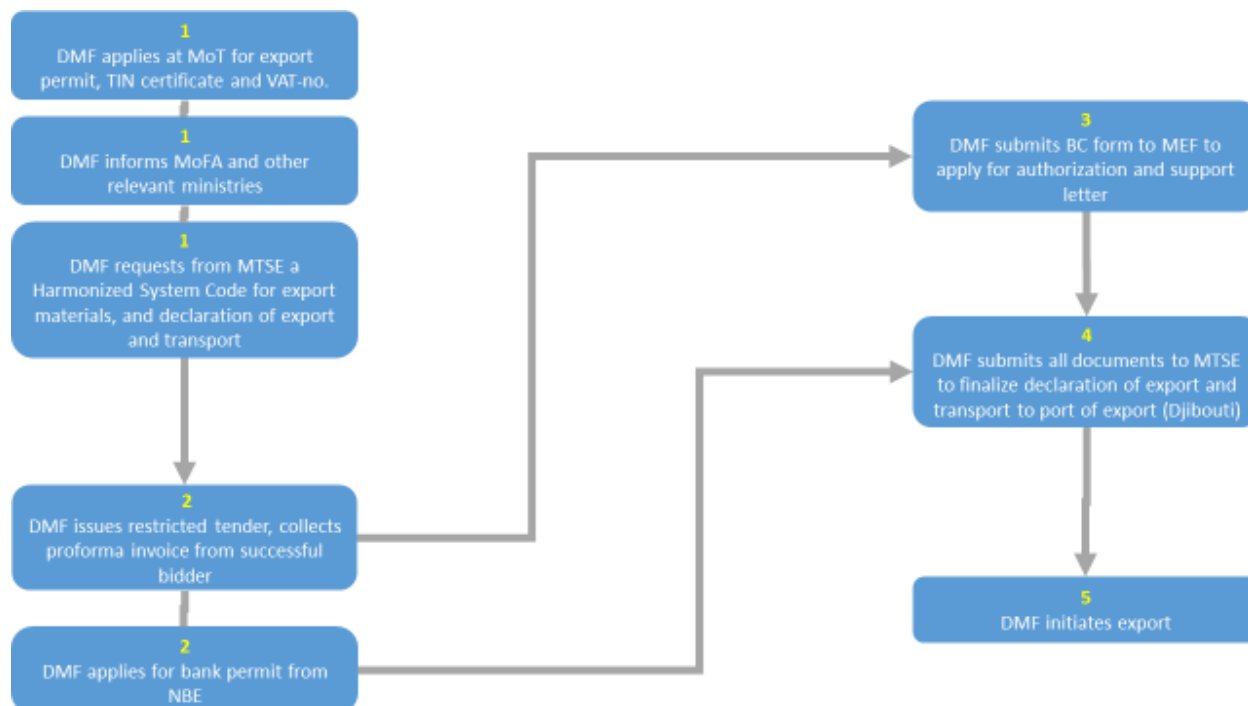 1
DMF applies at MoT for export
permit, TIN certificate and VAT-no.
1
DMF informs MoFA and other
relevant ministries
1
DMF requests from MTSE a
Harmonized System Code for export
materials, and declaration of export
and transport
2
DMF issues restricted tender, collects
proforma invoice from successful
bidder
2
DMF applies for bank permit from
NBE
3
DMF submits BC form to MEF to
apply for authorization and support
letter
4
DMF submits all documents to MTSE
to finalize declaration of export and
transport to port of export (Djibouti)
5
DMF initiates export